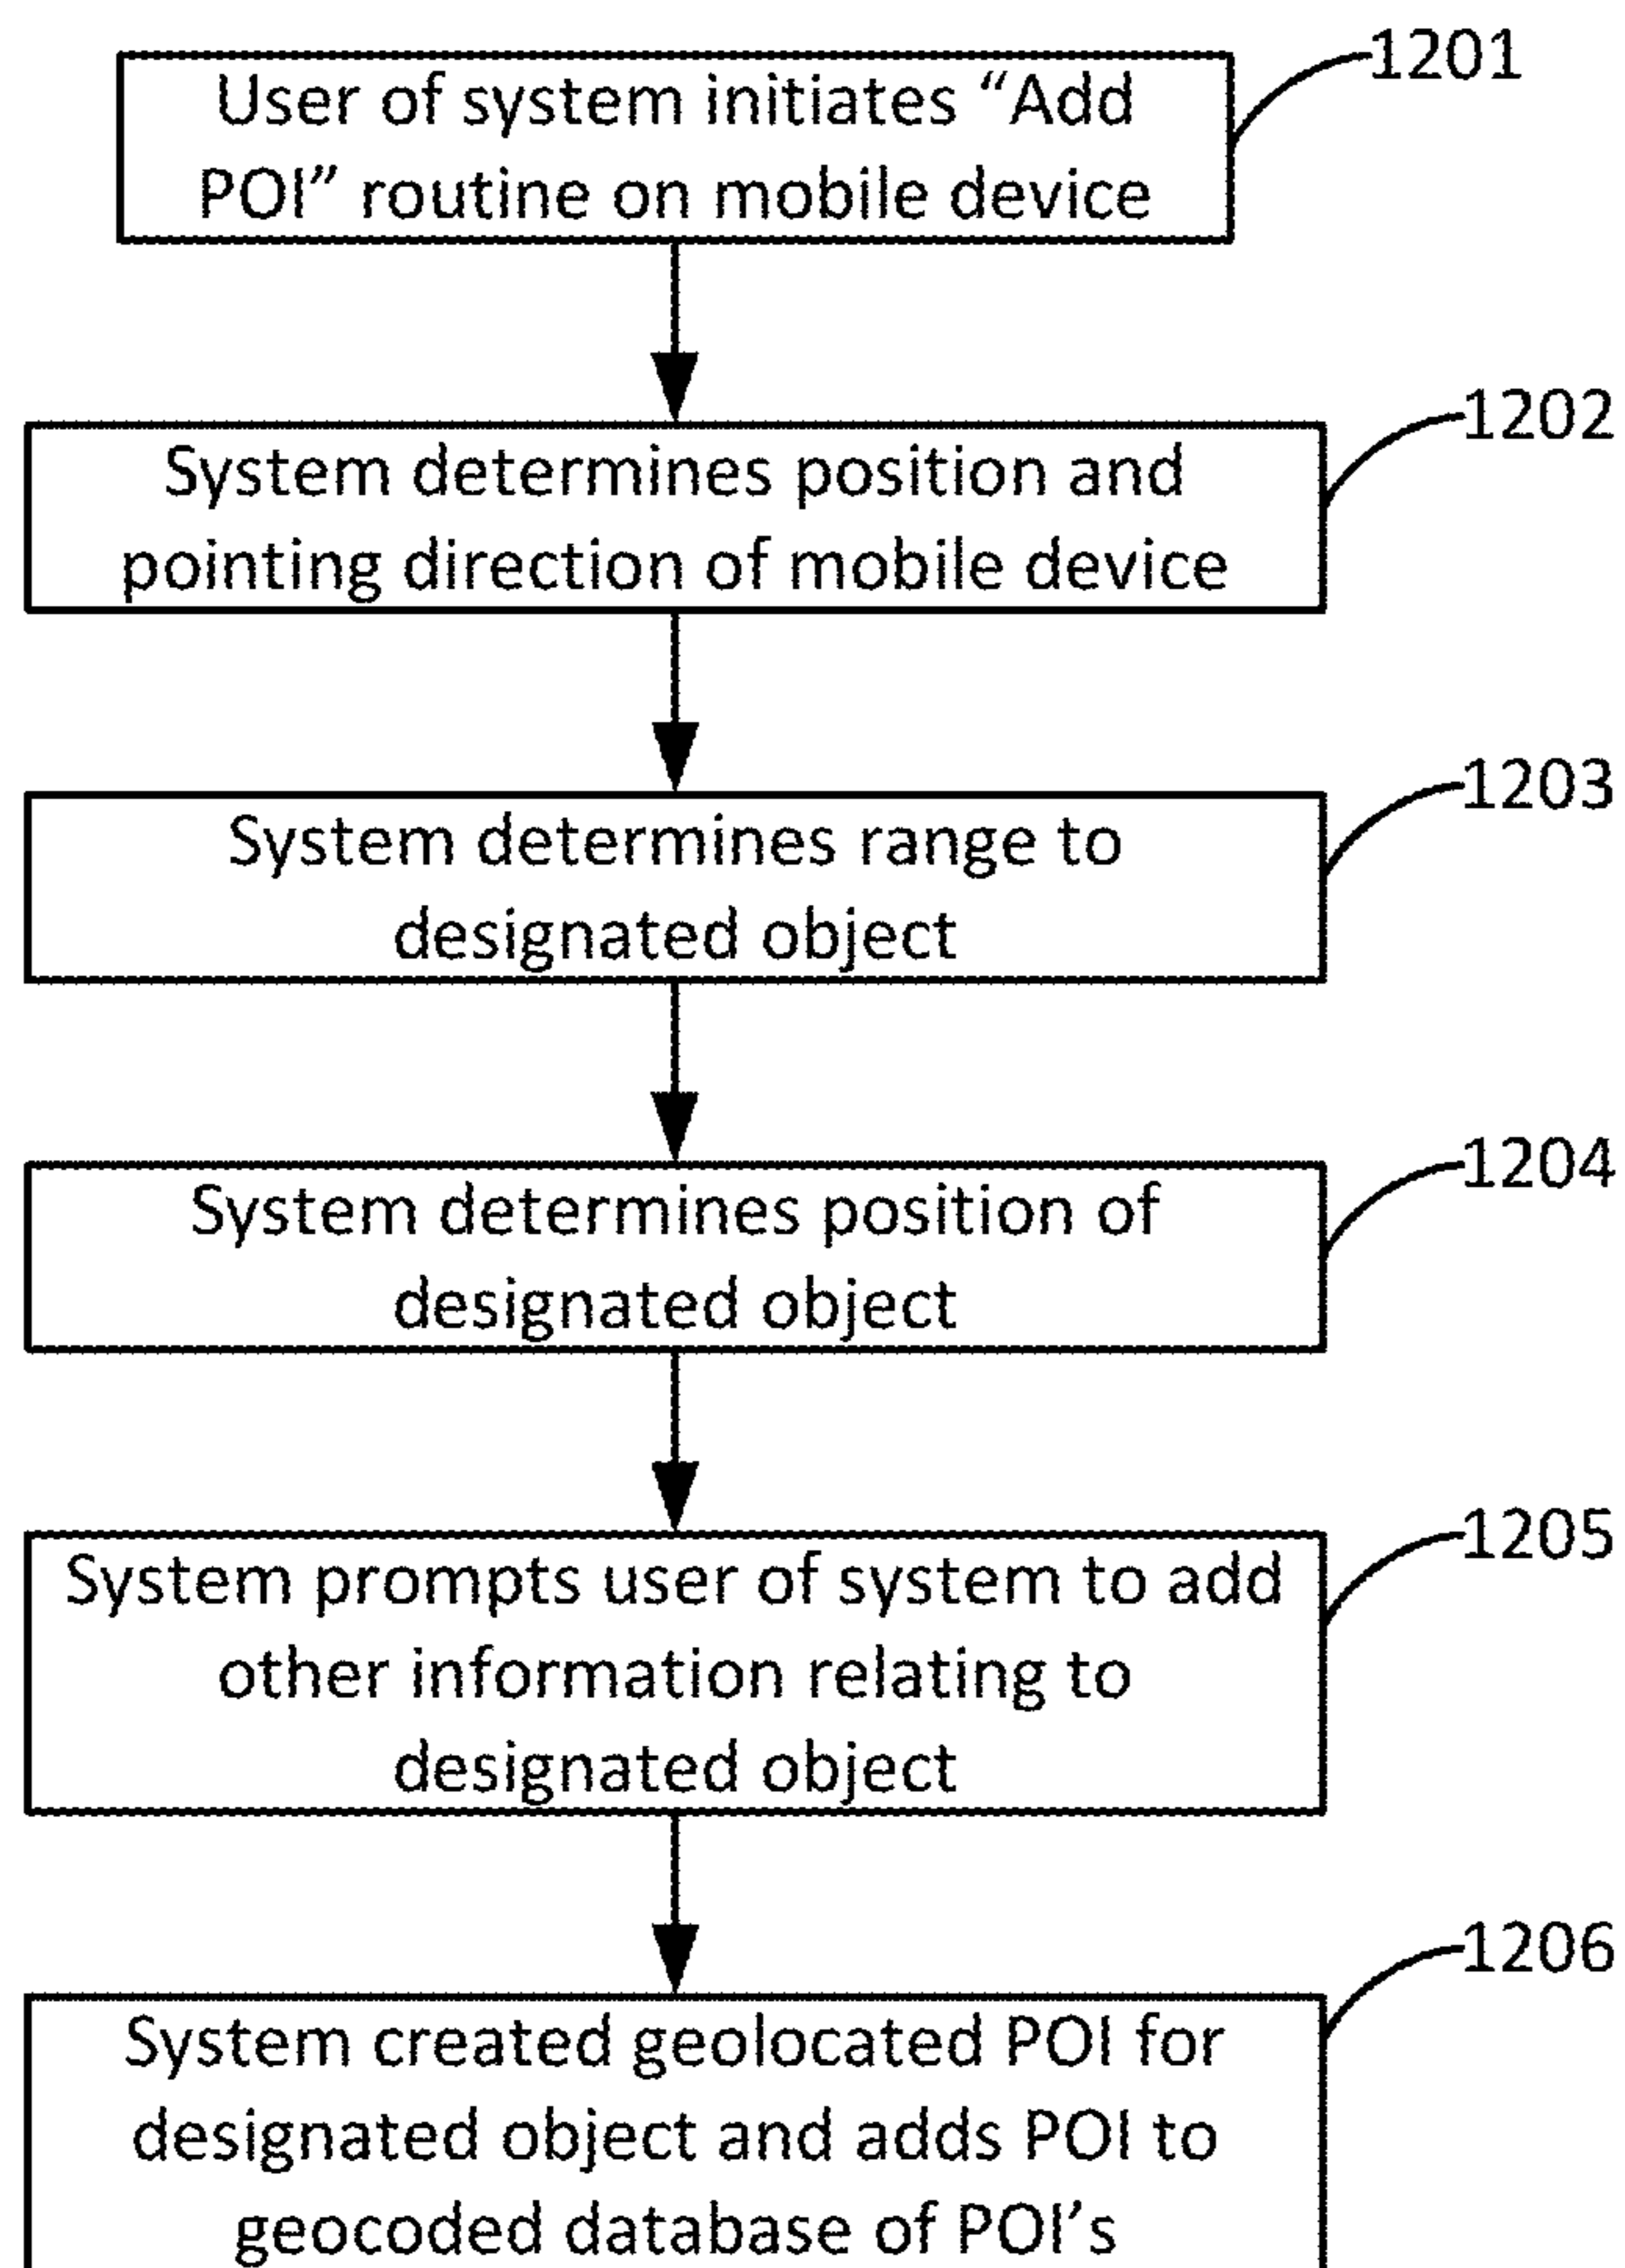 1201
User of system initiates “Add
POI” routine on mobile device
1202
System determines position and
pointing direction of mobile device
1203
System determines range to
designated object
1204
System determines position of
designated object
1205
System prompts user of system to add
other information relating to
designated object
1206
System created geolocated POI for
designated object and adds POI to
geocoded database of POI’s